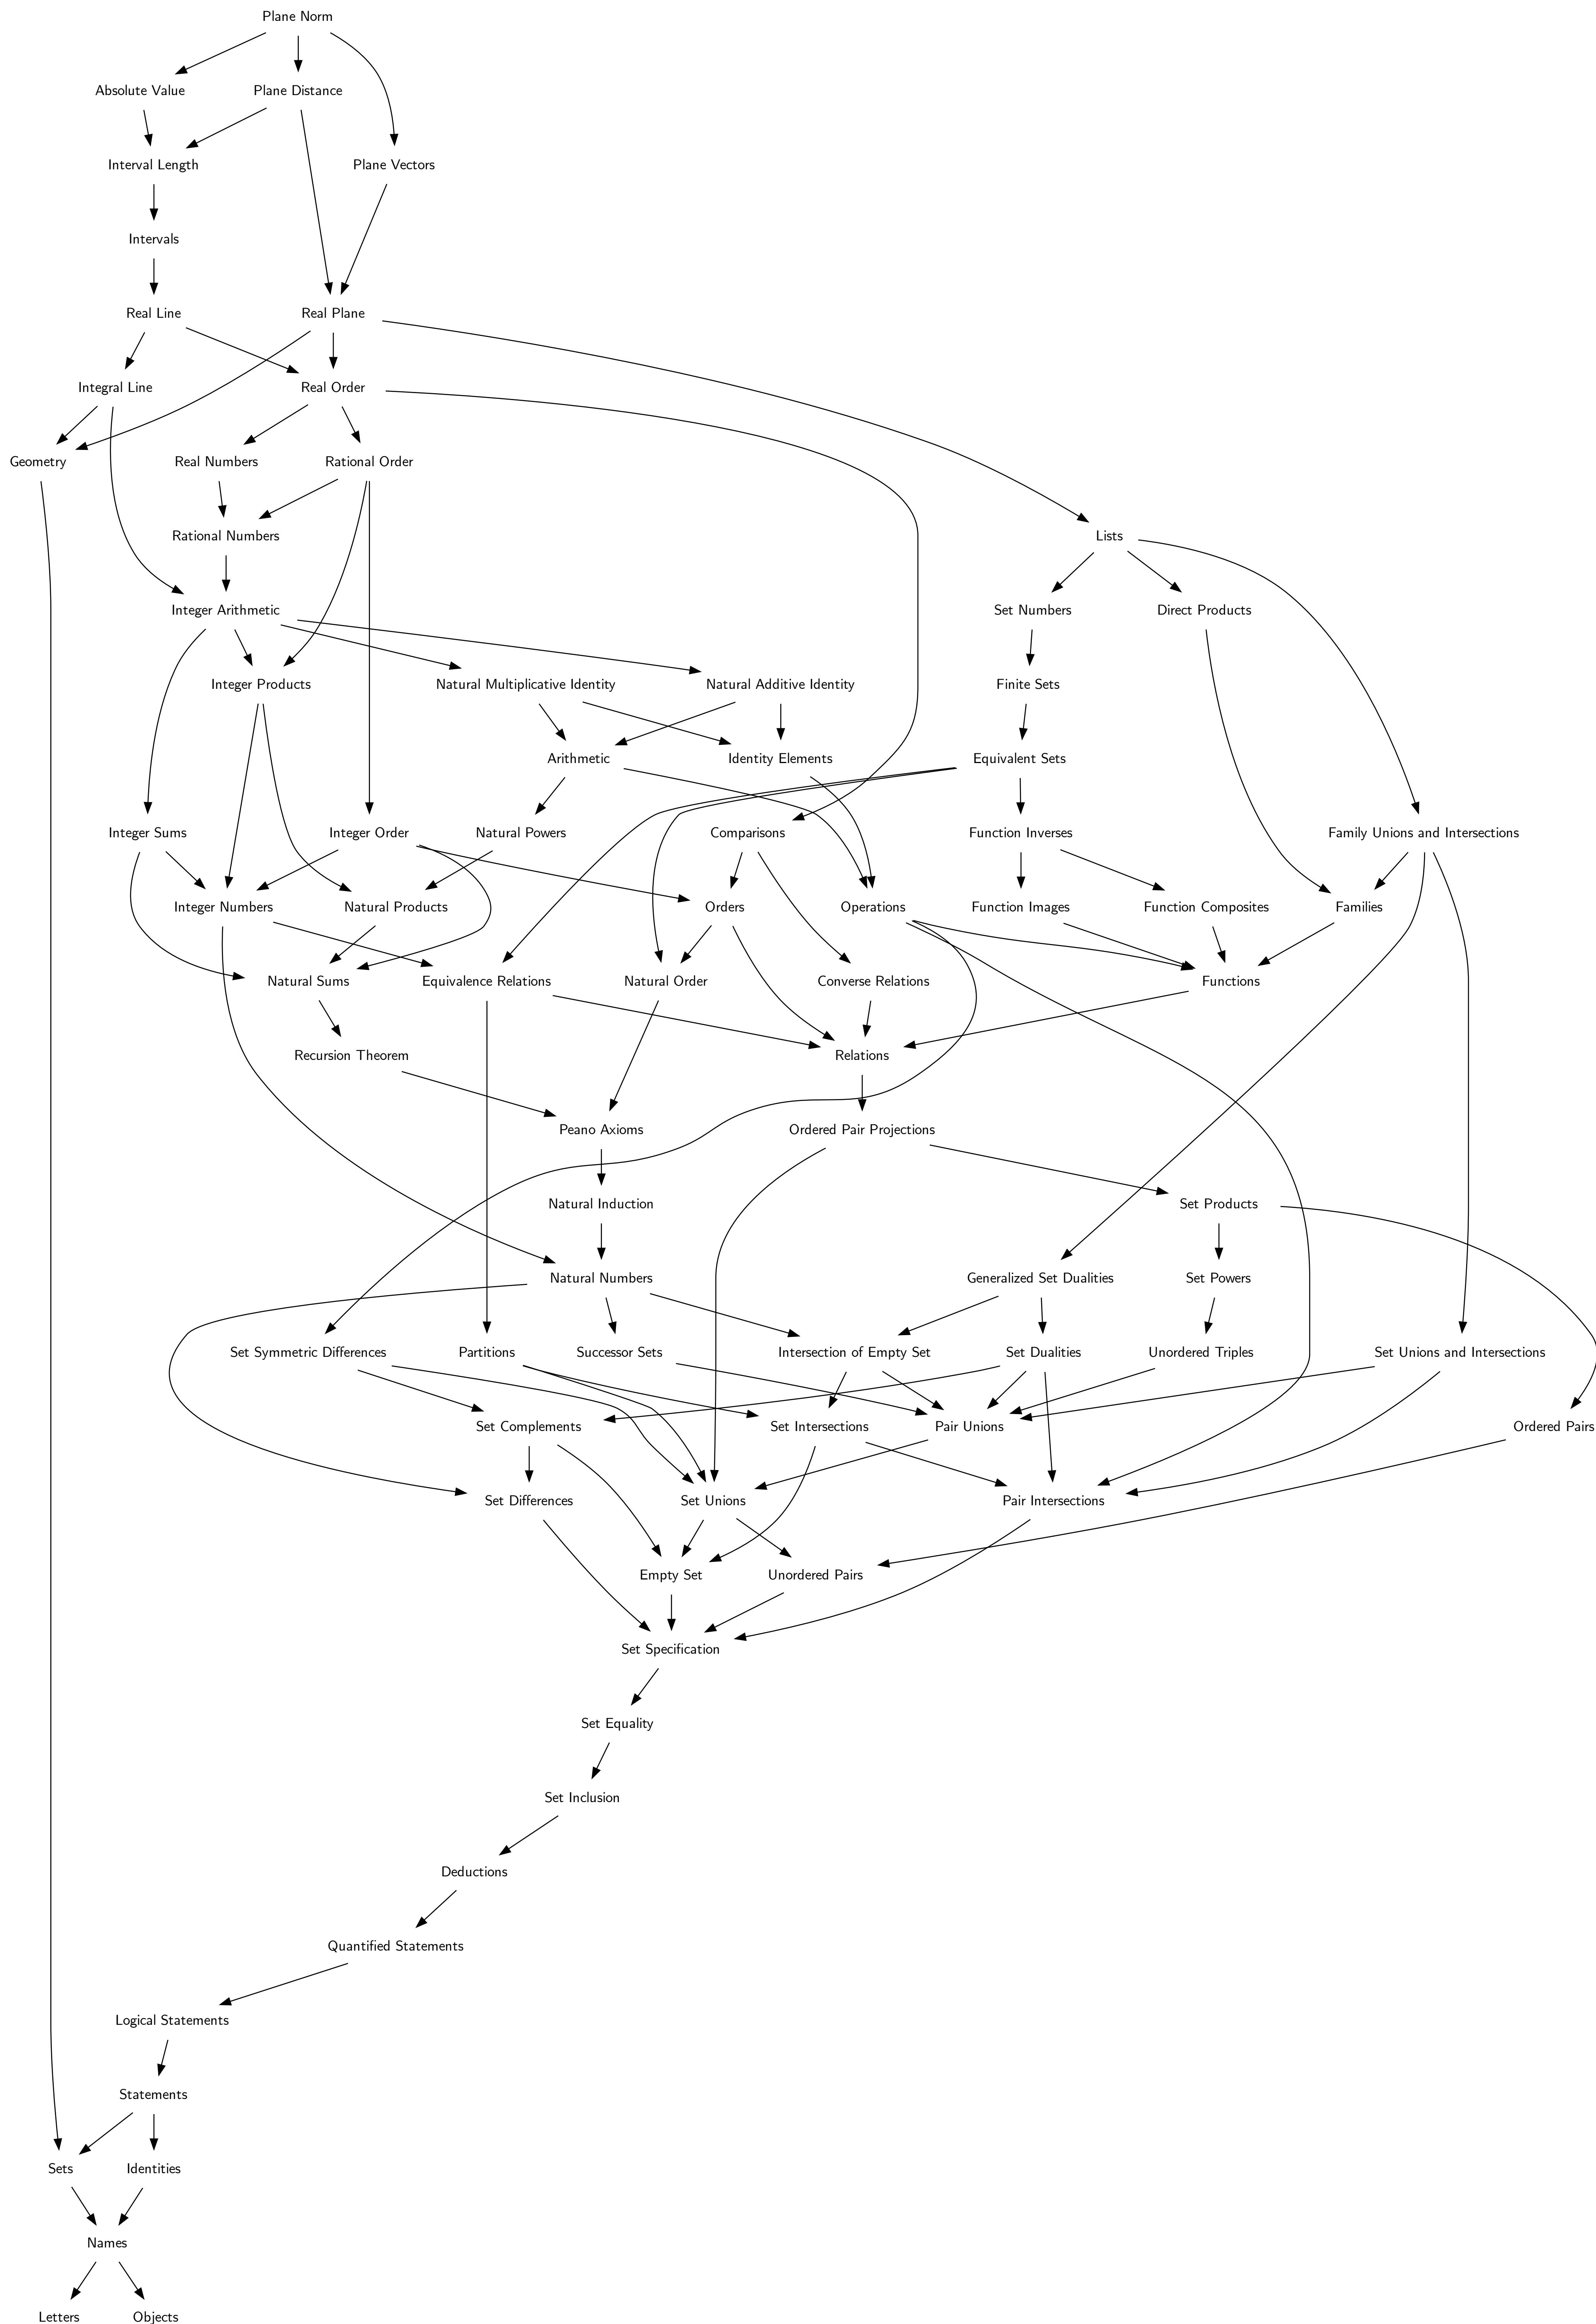 Plane Norm
Absolute Value
Plane Distance
Interval Length
Plane Vectors
Intervals
Real Line
Real Plane
Integral Line
Real Order
Geometry
Real Numbers
Rational Order
Rational Numbers
Lists
Integer Arithmetic
Set Numbers
Direct Products
Integer Products
Natural Multiplicative Identity
Natural Additive Identity
Finite Sets
Arithmetic
Identity Elements
Equivalent Sets
Integer Sums
Integer Order
Natural Powers
Comparisons
Function Inverses
Family Unions and Intersections
Integer Numbers
Natural Products
Orders
Operations
Function Images
Function Composites
Families
Natural Sums
Equivalence Relations
Natural Order
Converse Relations
Functions
Recursion Theorem
Relations
Peano Axioms
Ordered Pair Projections
Natural Induction
Set Products
Natural Numbers
Generalized Set Dualities
Set Powers
Set Symmetric Differences
Partitions
Successor Sets
Intersection of Empty Set
Set Dualities
Unordered Triples
Set Unions and Intersections
Set Complements
Set Intersections
Pair Unions
Ordered Pairs
Set Differences
Set Unions
Pair Intersections
Empty Set
Unordered Pairs
Set Specification
Set Equality
Set Inclusion
Deductions
Quantified Statements
Logical Statements
Statements
Sets
Identities
Names
Letters
Objects